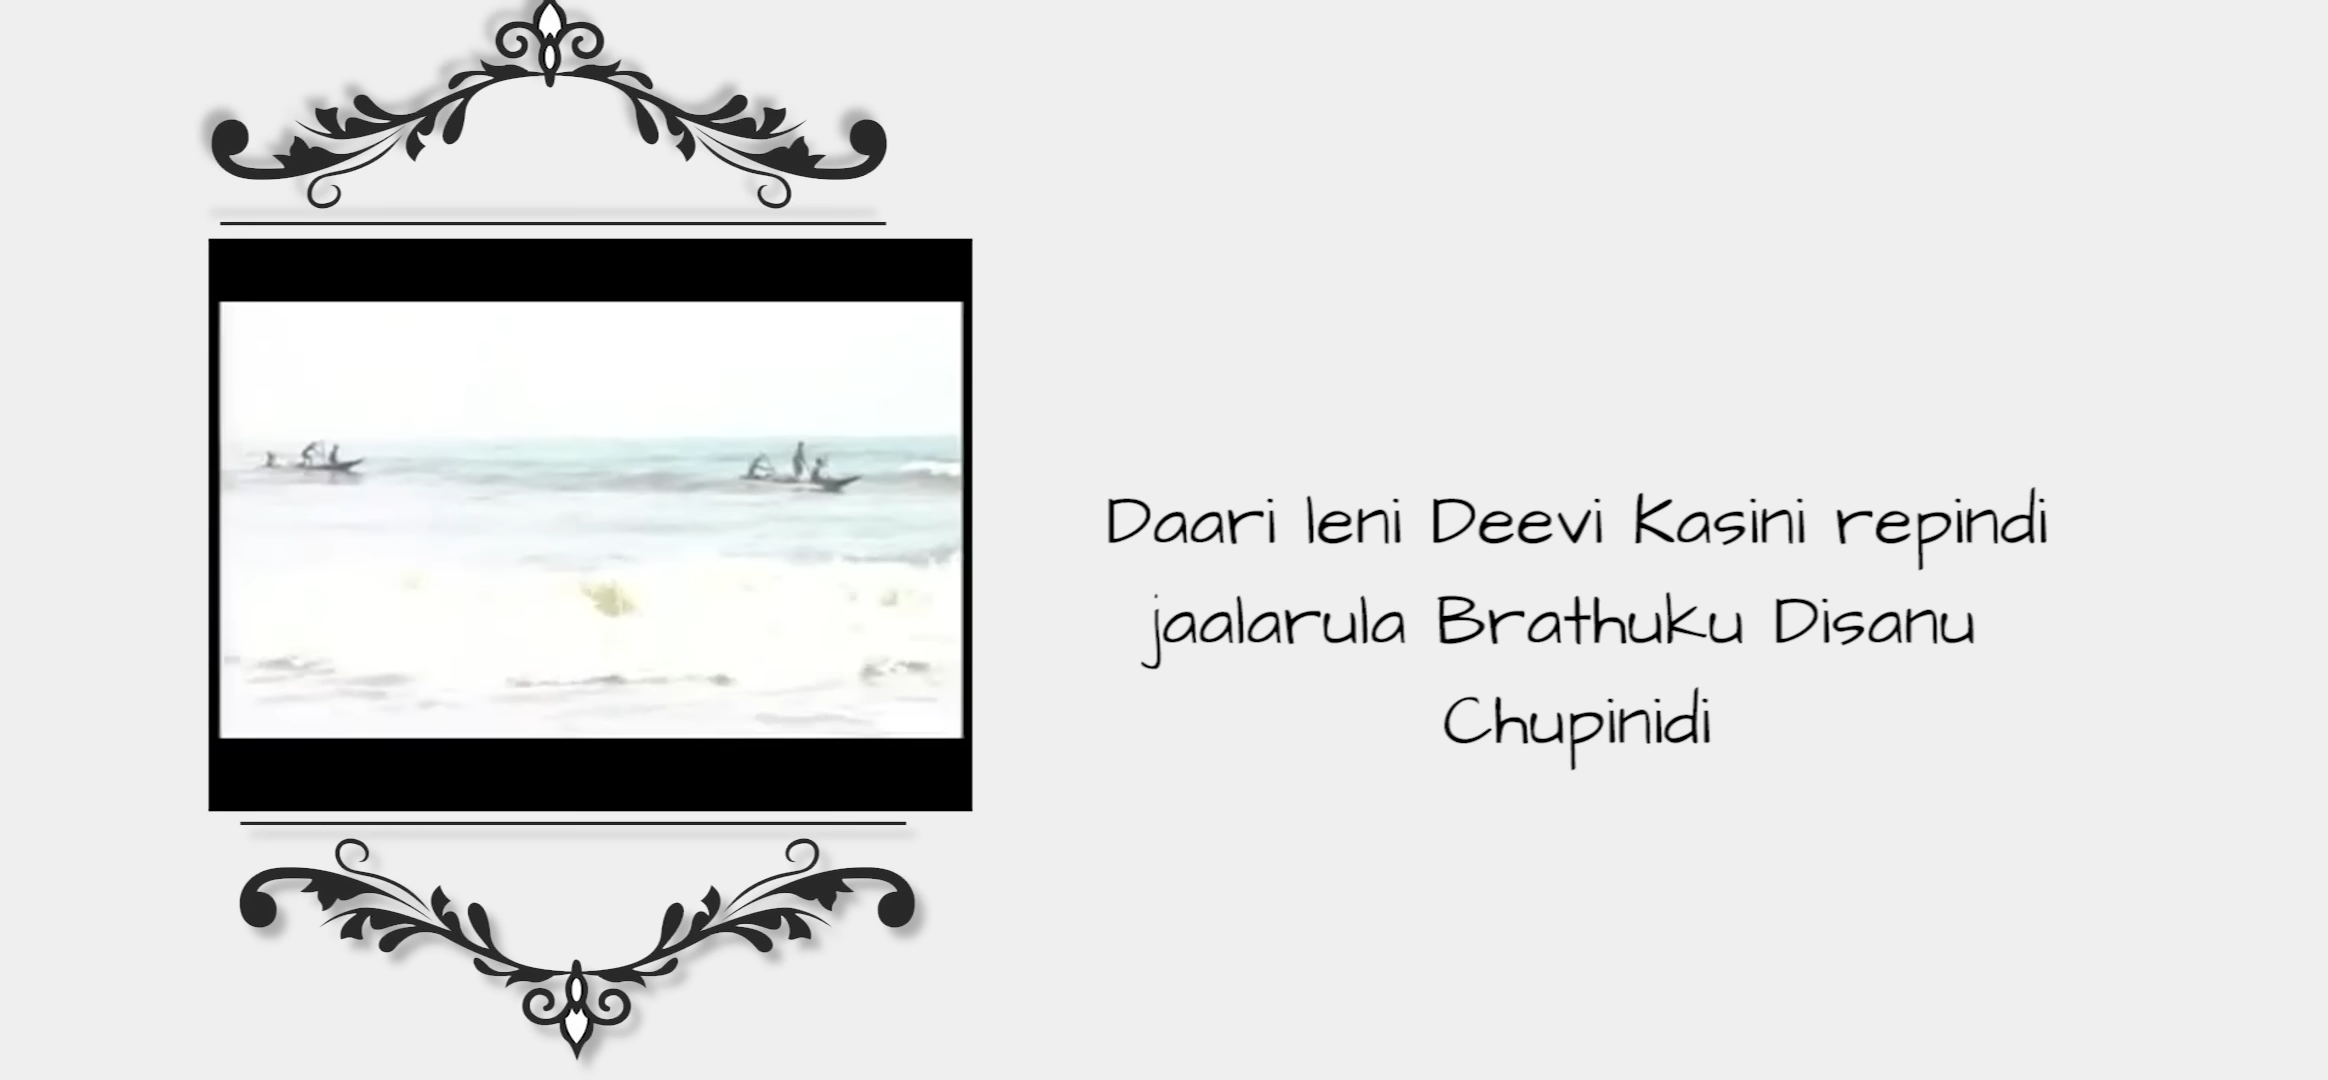 Daari leni Deevi Kasini repindi
jaalarula Brathuku Disanu
Chupinidi